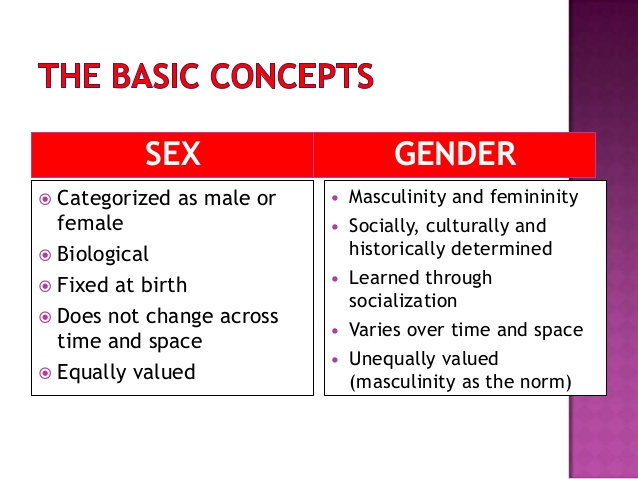 THE BASIC CONCEPTS
SEX
GENDER
Categorized as male or
female
Biological
Fixed at birth
Does not change across
time and space
Equally valued
Masculinity and femininity
Socially, culturally and
historically determined
Learned through
socialization
Varies over time and space
Unequally valued
(masculinity as the norm)